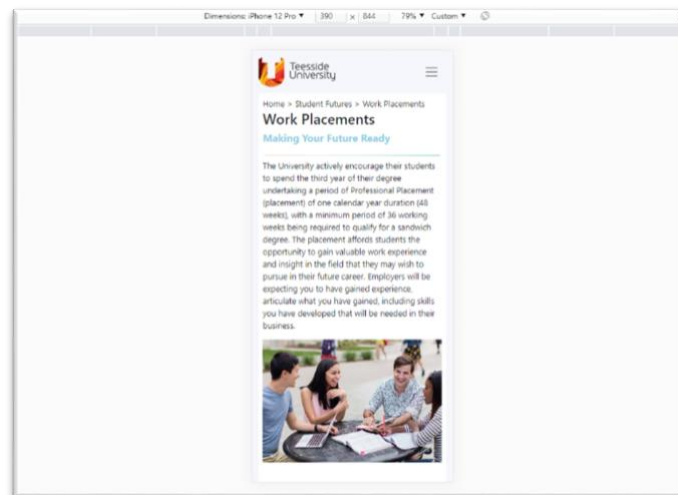 Dimensions: iPhone 12 Pro ▼ 390 x 844 79% ▼ Custom ▼
Teesside
University
Home > Student Futures > Work Placements
Work Placements
Making Your Future Ready
The University actively encourage their students
to spend the third year of their degree
undertaking a period of Professional Placement
(placement) of one calendar year duration (48
weeks), with a minimum period of 36 working
weeks being required to qualify for a sandwich
degree. The placement affords students the
opportunity to gain valuable work experience
and insight in the field that they may wish to
pursue in their future career. Employers will be
expecting you to have gained experience,
articulate what you have gained, including skills
you have developed that will be needed in their
business.